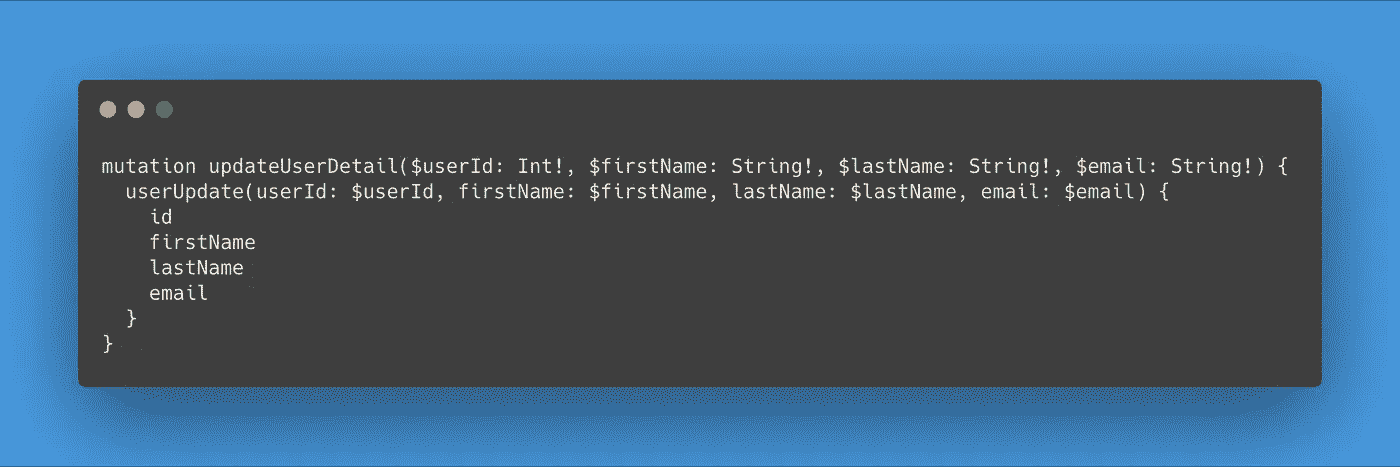 mutation updateUserDetail($userId: Int!, $firstName: String!, $lastName: String!, $email: String!) {
  userUpdate(userId: $userId, firstName: $firstName, lastName: $lastName, email: $email) {
    id
    firstName
    lastName
    email
  }
}